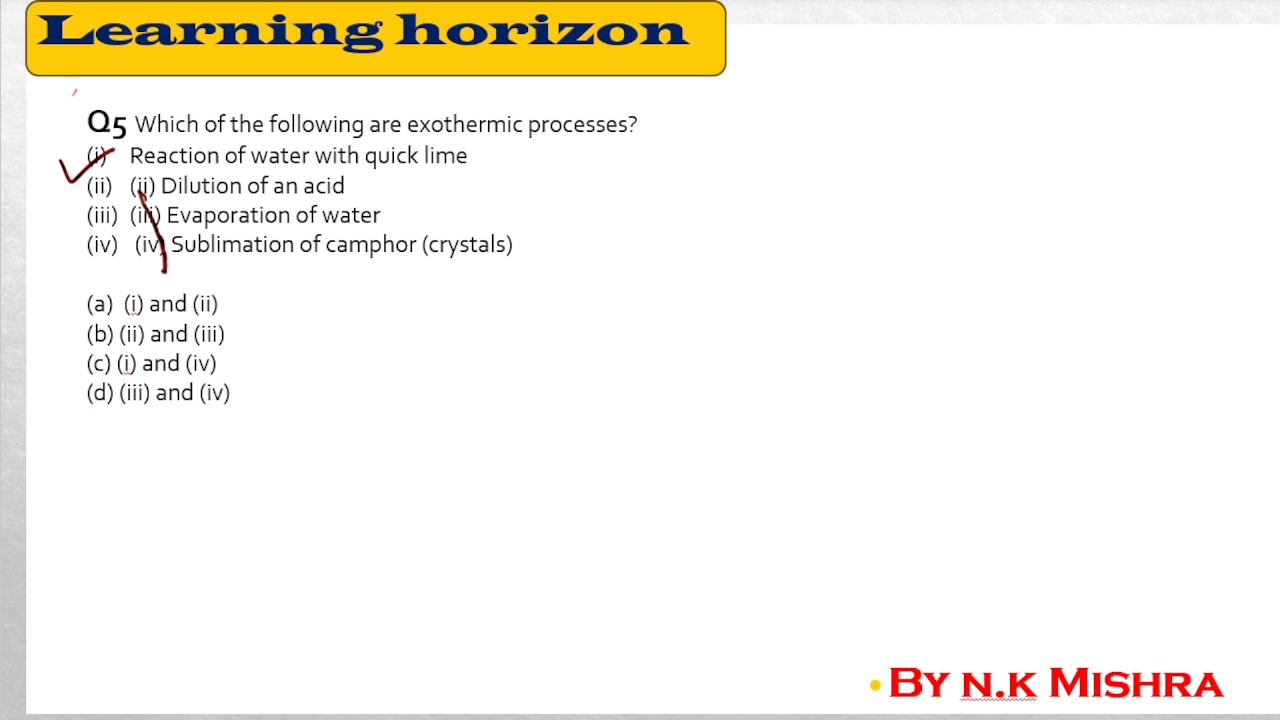 Learning horizon
Q5 Which of the following are exothermic processes?
(i) Reaction of water with quick lime
(ii) (ii) Dilution of an acid
(iii) (iii) Evaporation of water
(iv) (iv) Sublimation of camphor (crystals)
(a) (i) and (ii)
(b) (ii) and (iii)
(c) (i) and (iv)
(d) (iii) and (iv)
• By n.k Mishra